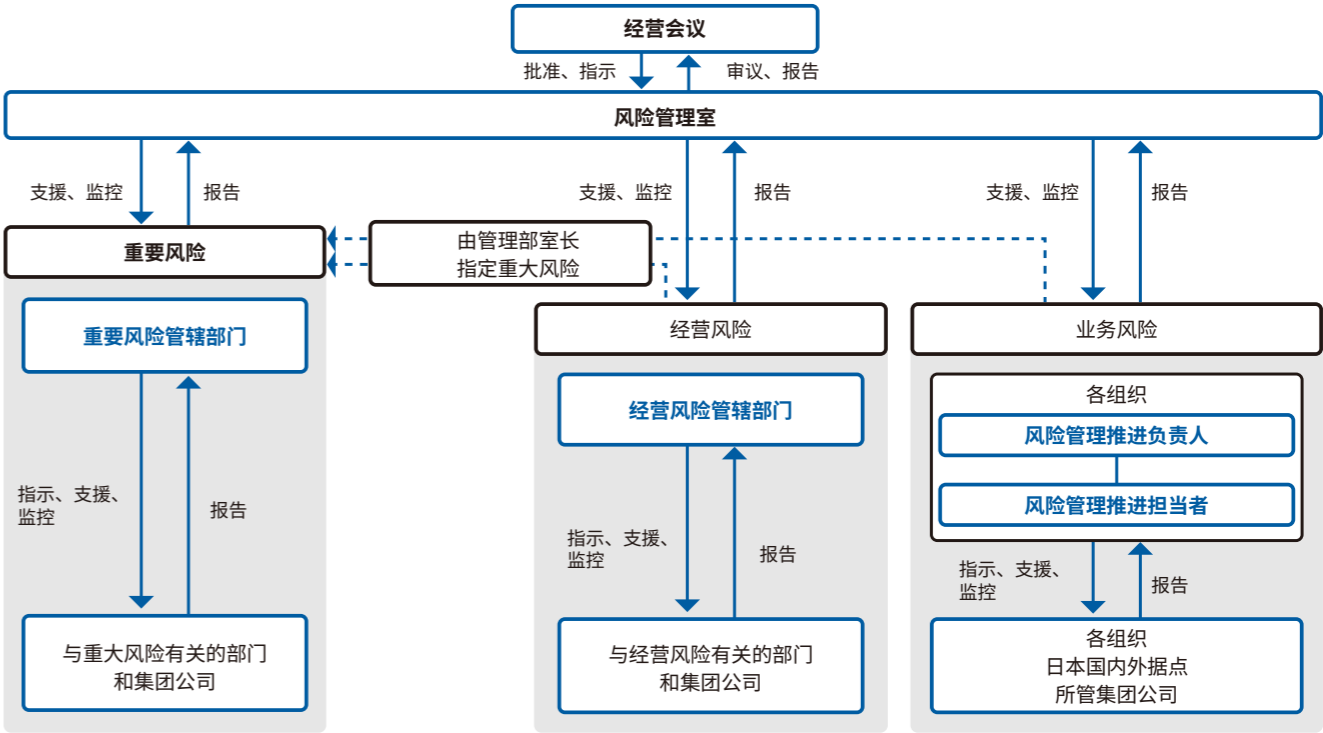 经营会议
批准、指示
审议、报告
风险管理室
支援、监控
报告
支援、监控
报告
支援、监控
报告
重要风险
由管理部室长
指定重大风险
经营风险
业务风险
重要风险管辖部门
指示、支援、
监控
报告
与重大风险有关的部门
和集团公司
经营风险管辖部门
指示、支援、
监控
报告
与经营风险有关的部门
和集团公司
各组织
风险管理推进负责人
风险管理推进担当者
指示、支援、
监控
报告
各组织
日本国内外据点
所管集团公司